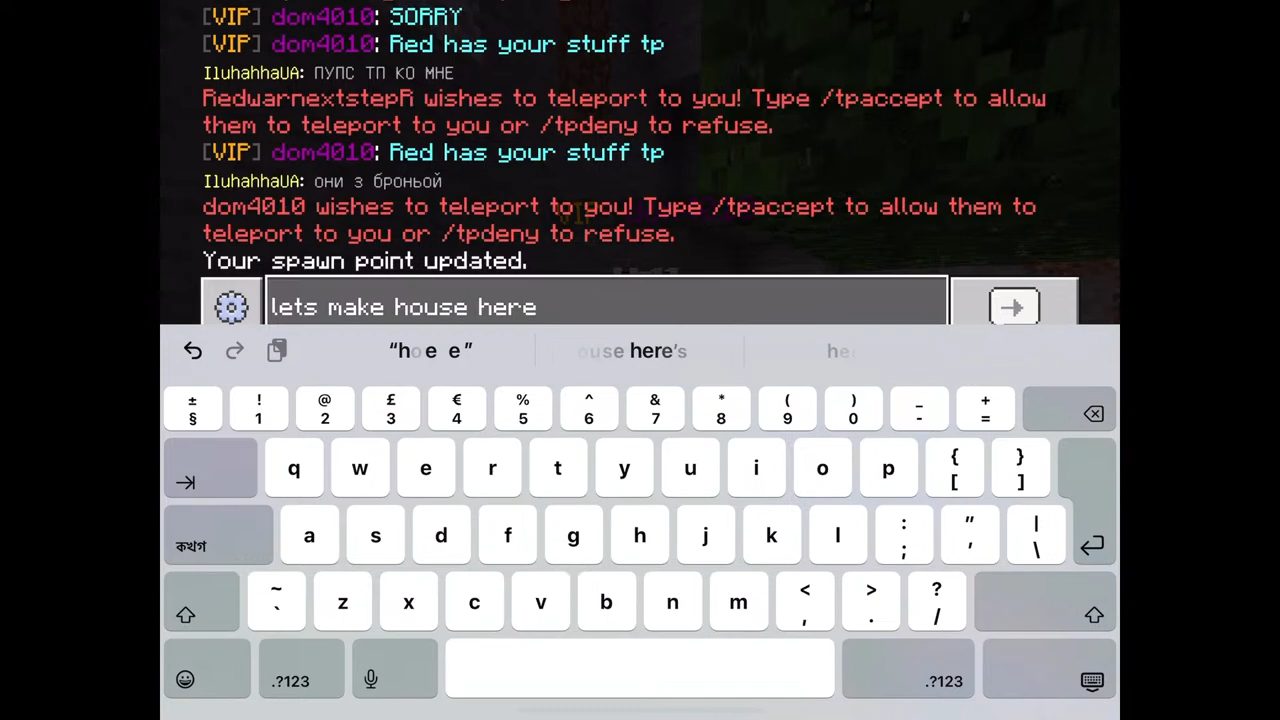 [VIP] dom4010: SORRY
[VIP] dom4010: Red has your stuff tp
IluhahhaUA: ПУПС ТП КО МНЕ
RedwarnextstepR wishes to teleport to you! Type /tpaccept to allow
them to teleport to you or /tpdeny to refuse.
[VIP] dom4010: Red has your stuff tp
IluhahhaUA: они з броньой
dom4010 wishes to teleport to you! Type /tpaccept to allow them to
teleport to you or /tpdeny to refuse.
Your spawn point updated.
lets make house here
"ho e e" ouse here's he
± ! @ £ € % ^ & * ( ) _ +
§ 1 2 3 4 5 6 7 8 9 0 - =
q w e r t y u i o p { [ } ]
কখগ a s d f g h j k l : ; " ' | \
~ ` z x c v b n m < , > . ? /
.?123 .?123